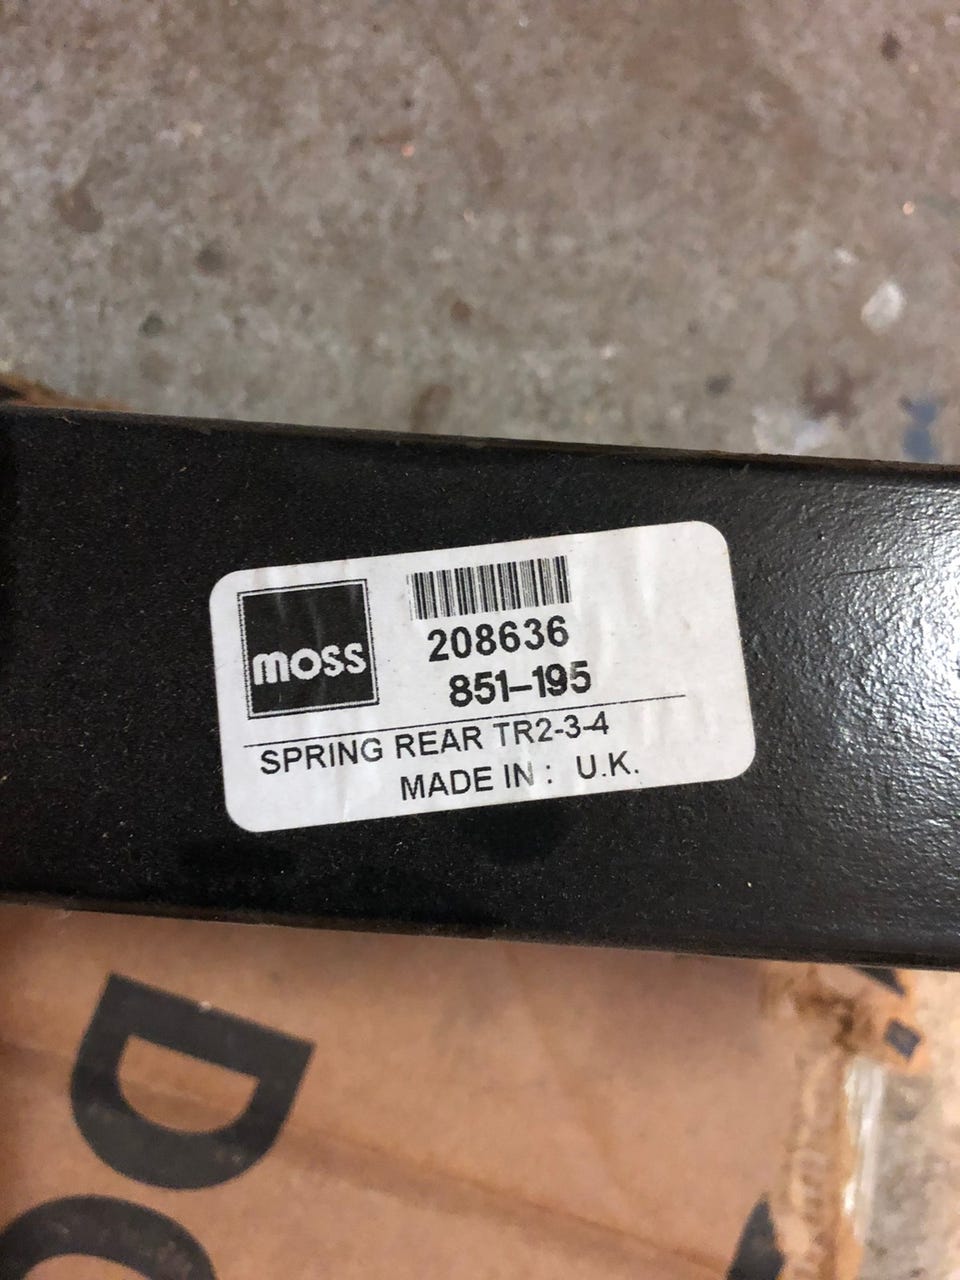 moss
208636
851-195
SPRING REAR TR2-3-4
MADE IN : U.K.